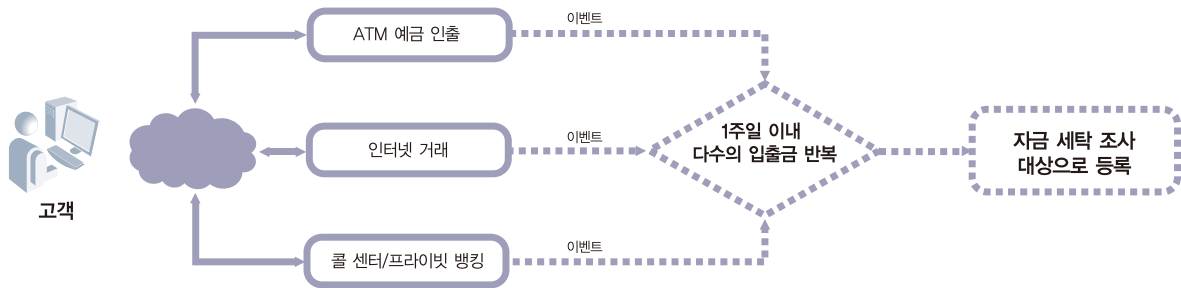 이벤트
ATM 예금 인출
이벤트
인터넷 거래
1주일 이내
다수의 입출금 반복
자금 세탁 조사
대상으로 등록
고객
이벤트
콜 센터/프라이빗 뱅킹